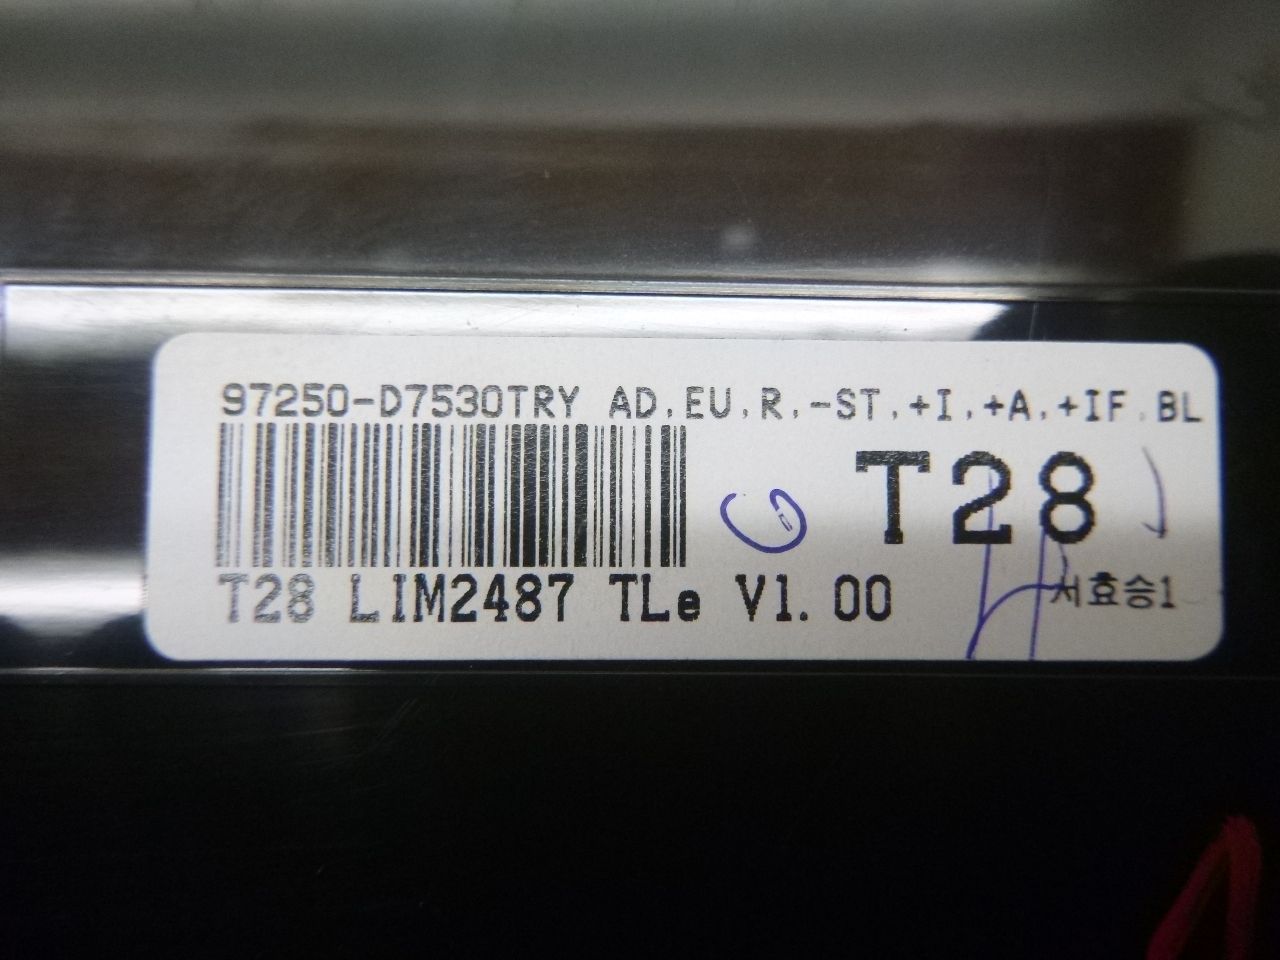 97250-D7530TRY AD,EU,R,-ST,+I,+A,+IF,BL
T28
T28 LIM2487 TLe V1.00
서효승1